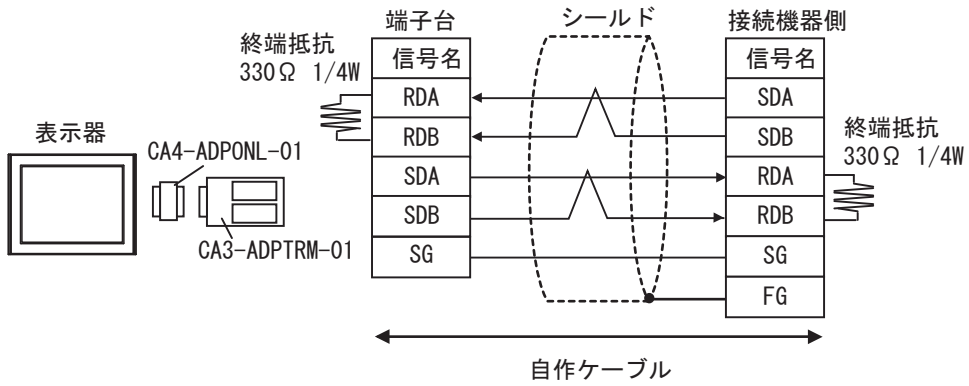 端子台
シールド
接続機器側
終端抵抗
330Ω 1/4W
信号名
信号名
RDA
SDA
RDB
SDB
SDA
RDA
SDB
RDB
SG
SG
FG
終端抵抗
330Ω 1/4W
表示器
CA4-ADPONL-01
CA3-ADPTRM-01
自作ケーブル